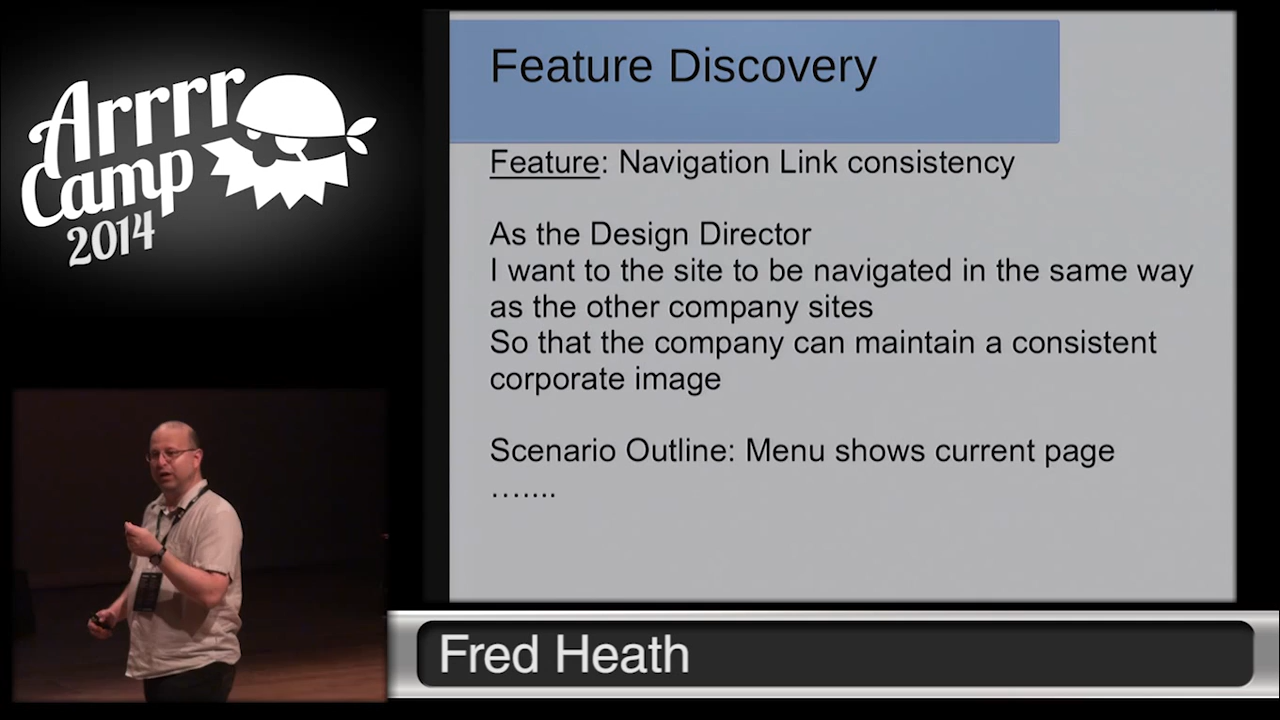 Arrrr
Camp
2014
Feature Discovery
Feature: Navigation Link consistency
As the Design Director
I want to the site to be navigated in the same way
as the other company sites
So that the company can maintain a consistent
corporate image
Scenario Outline: Menu shows current page
…....
Fred Heath